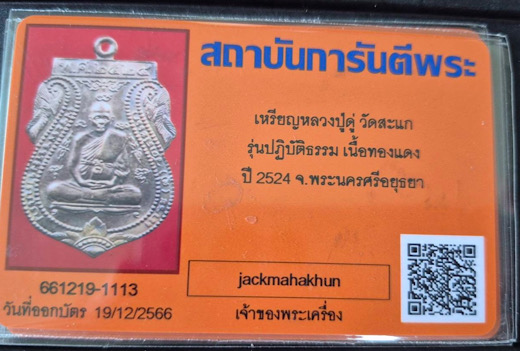 สถาบันการันตีพระ
เหรียญหลวงปู่ดู่ วัดสะแก
รุ่นปฏิบัติธรรม เนื้อทองแดง
ปี 2524 จ.พระนครศรีอยุธยา
jackmahakhun
เจ้าของพระเครื่อง
661219-1113
วันที่ออกบัตร 19/12/2566